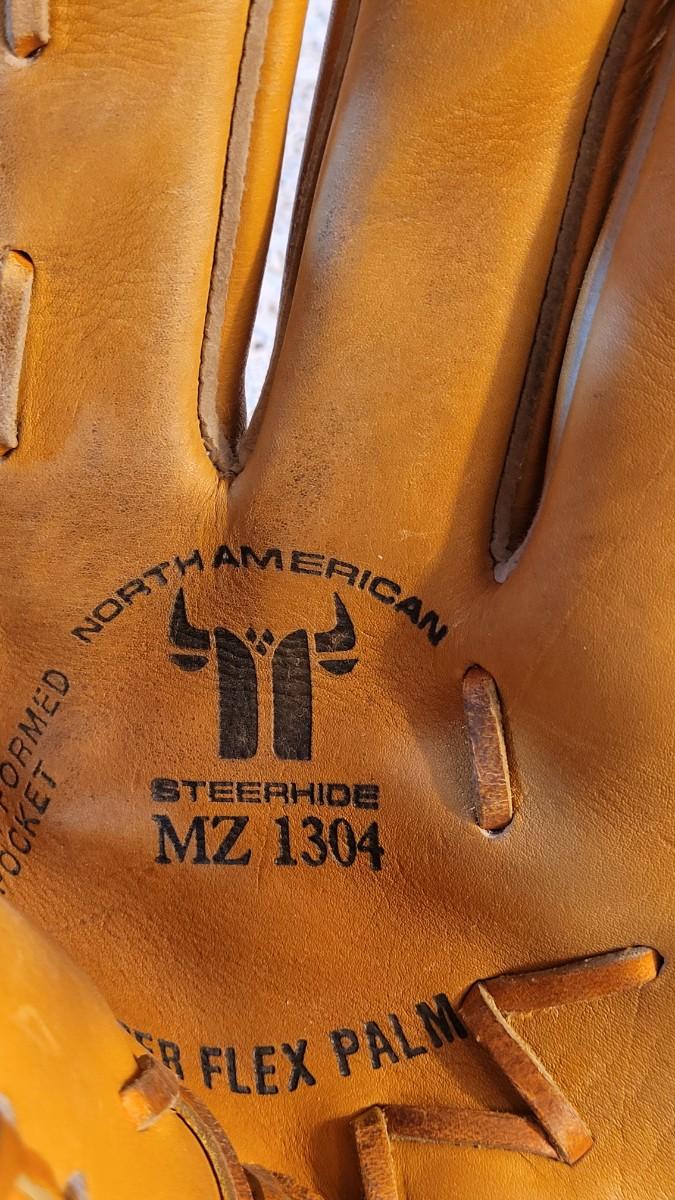 NORTH AMERICAN
STEERHIDE
MZ 1304
FORMED
POCKET
FLEX PALM